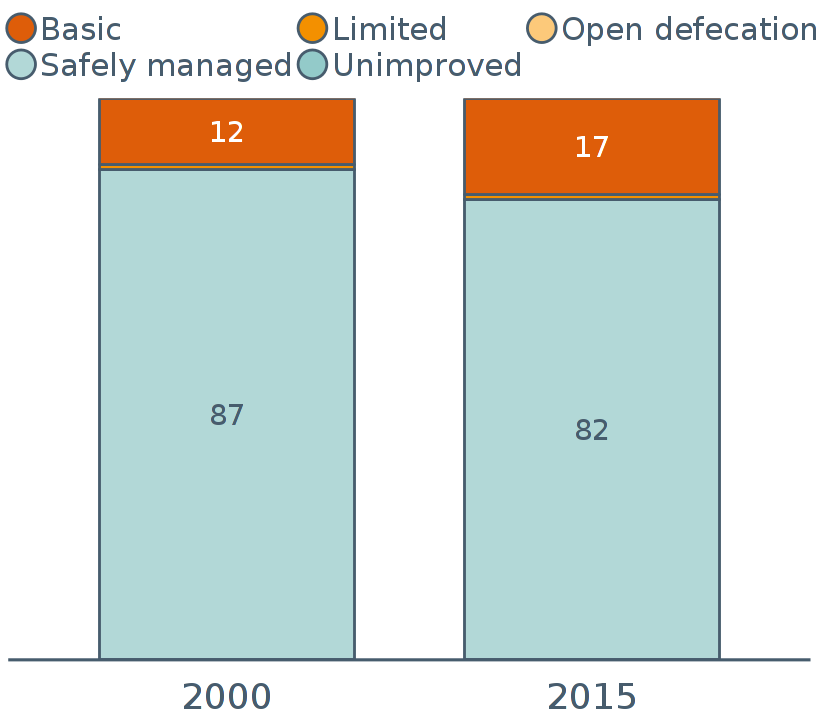 Basic Limited Open defecation
Safely managed Unimproved
12 17
87 82
2000 2015